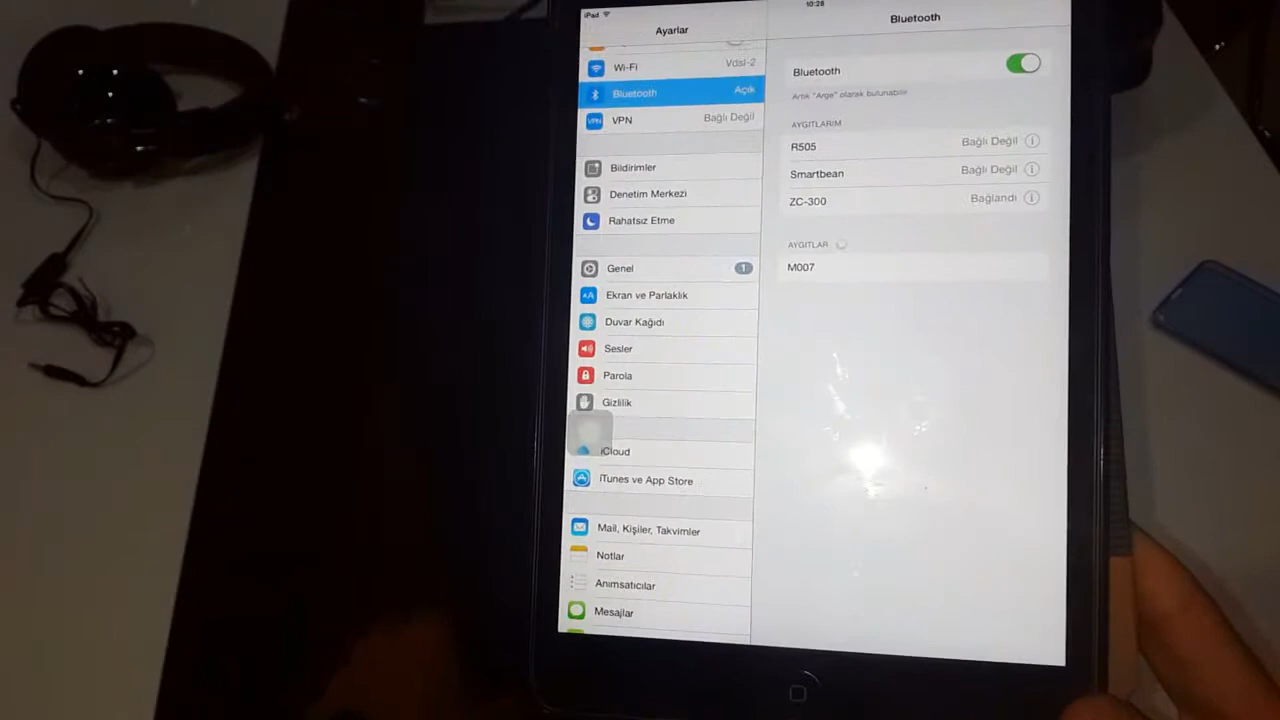 iPad
10:28
Ayarlar
Wi-Fi
Vdsl-2
Bluetooth
Açık
VPN
Bağlı Değil
Bildirimler
Denetim Merkezi
Rahatsız Etme
Genel
1
Ekran ve Parlaklık
Duvar Kağıdı
Sesler
Parola
Gizlilik
iCloud
iTunes ve App Store
Mail, Kişiler, Takvimler
Notlar
Anımsatıcılar
Mesajlar
Bluetooth
Bluetooth
Artık "Arge" olarak bulunabilir
AYGITLARIM
R505
Bağlı Değil
Smartbean
Bağlı Değil
ZC-300
Bağlandı
AYGITLAR
M007